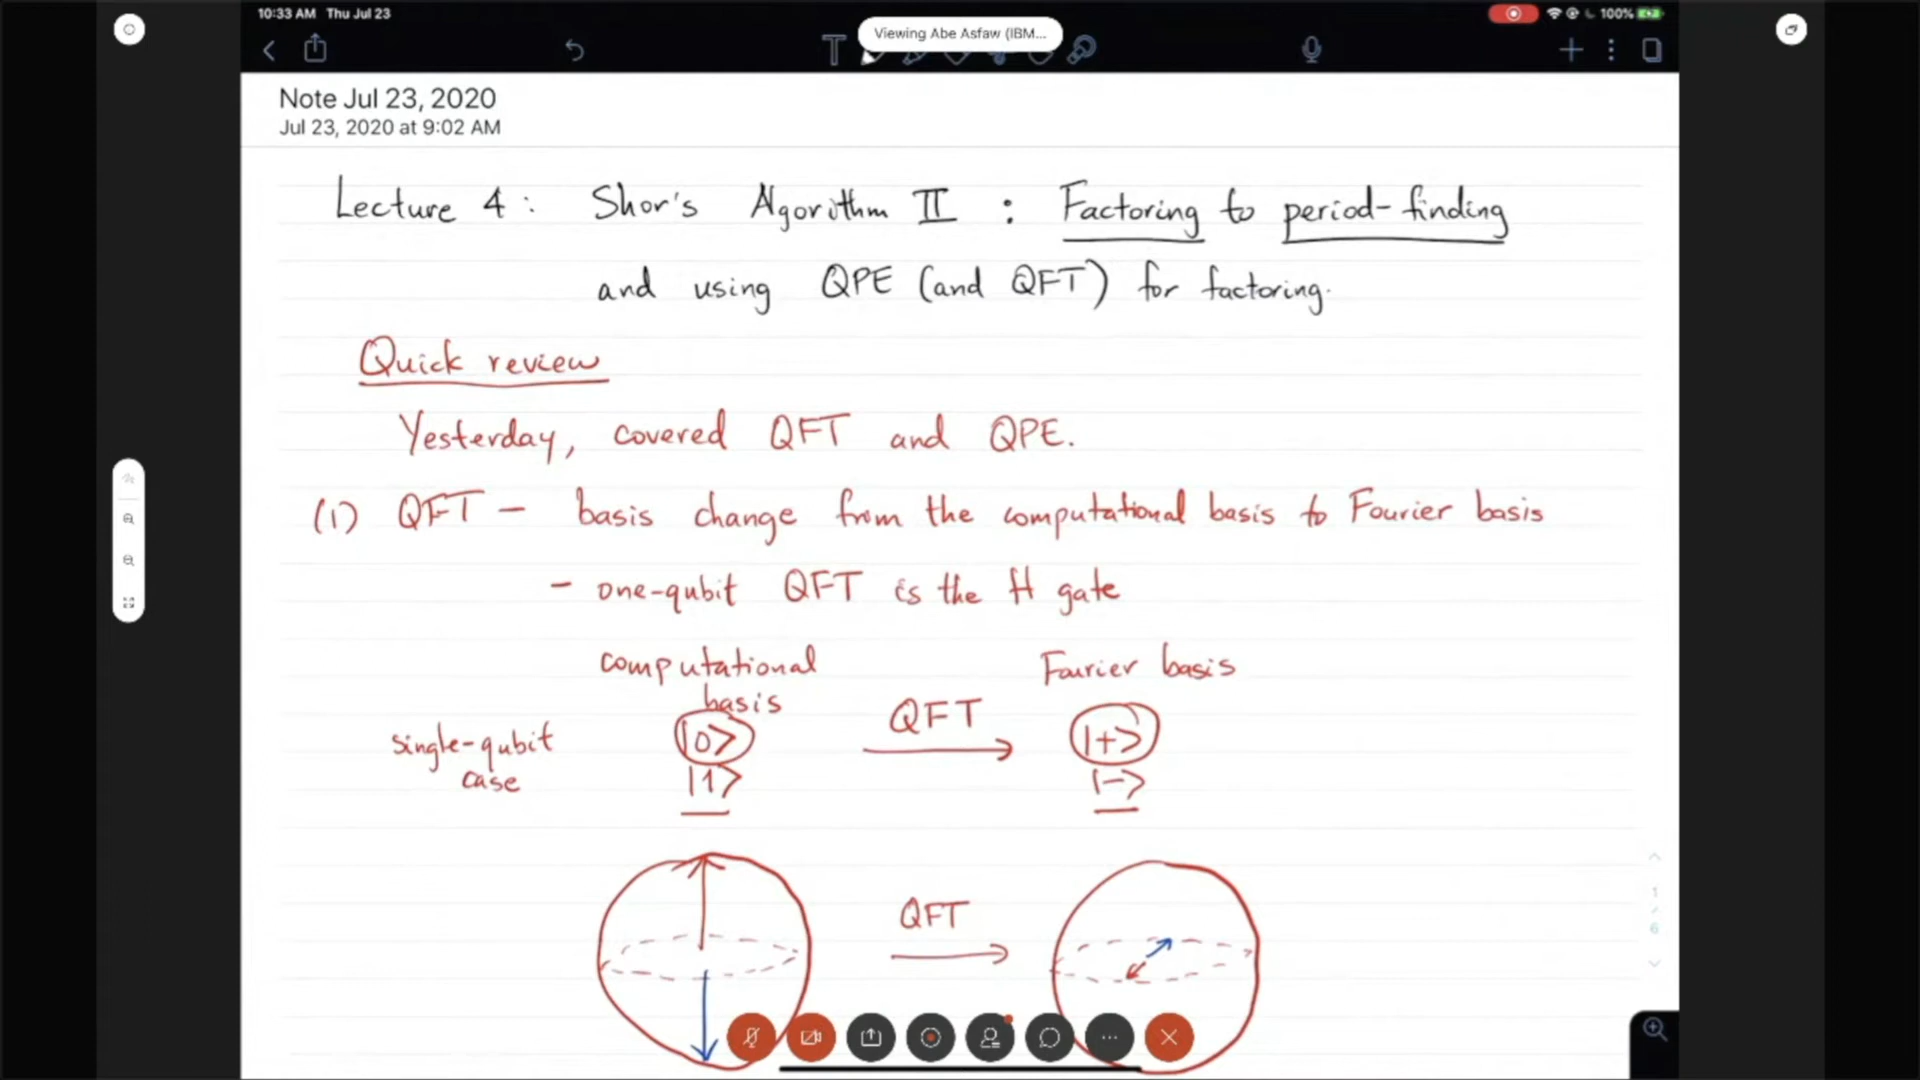 10:33 AM Thu Jul 23
100%
Viewing Abe Asfaw (IBM...
Note Jul 23, 2020
Jul 23, 2020 at 9:02 AM
Lecture 4: Shor's Algorithm II : Factoring to period-finding
and using QPE (and QFT) for factoring.
Quick review
Yesterday, covered QFT and QPE.
(1) QFT - basis change from the computational basis to Fourier basis
- one-qubit QFT is the H gate
computational basis
Fourier basis
single-qubit case
|0>
|1>
QFT
|+>
|->
QFT
1
6